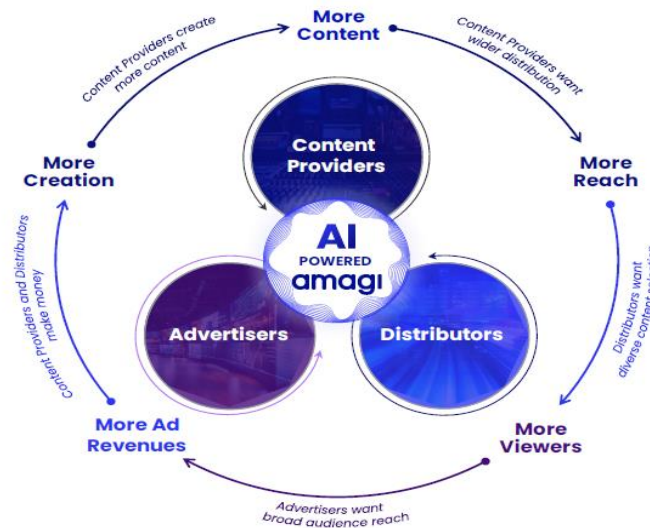 More
Content
Content Providers create
more content
Content Providers want
wider distribution
Content
Providers
More
Creation
More
Reach
AI
POWERED
amagi
Advertisers
Distributors
Content Providers and Distributors
make money
Distributors want
diverse content
More Ad
Revenues
More
Viewers
Advertisers want
broad audience reach